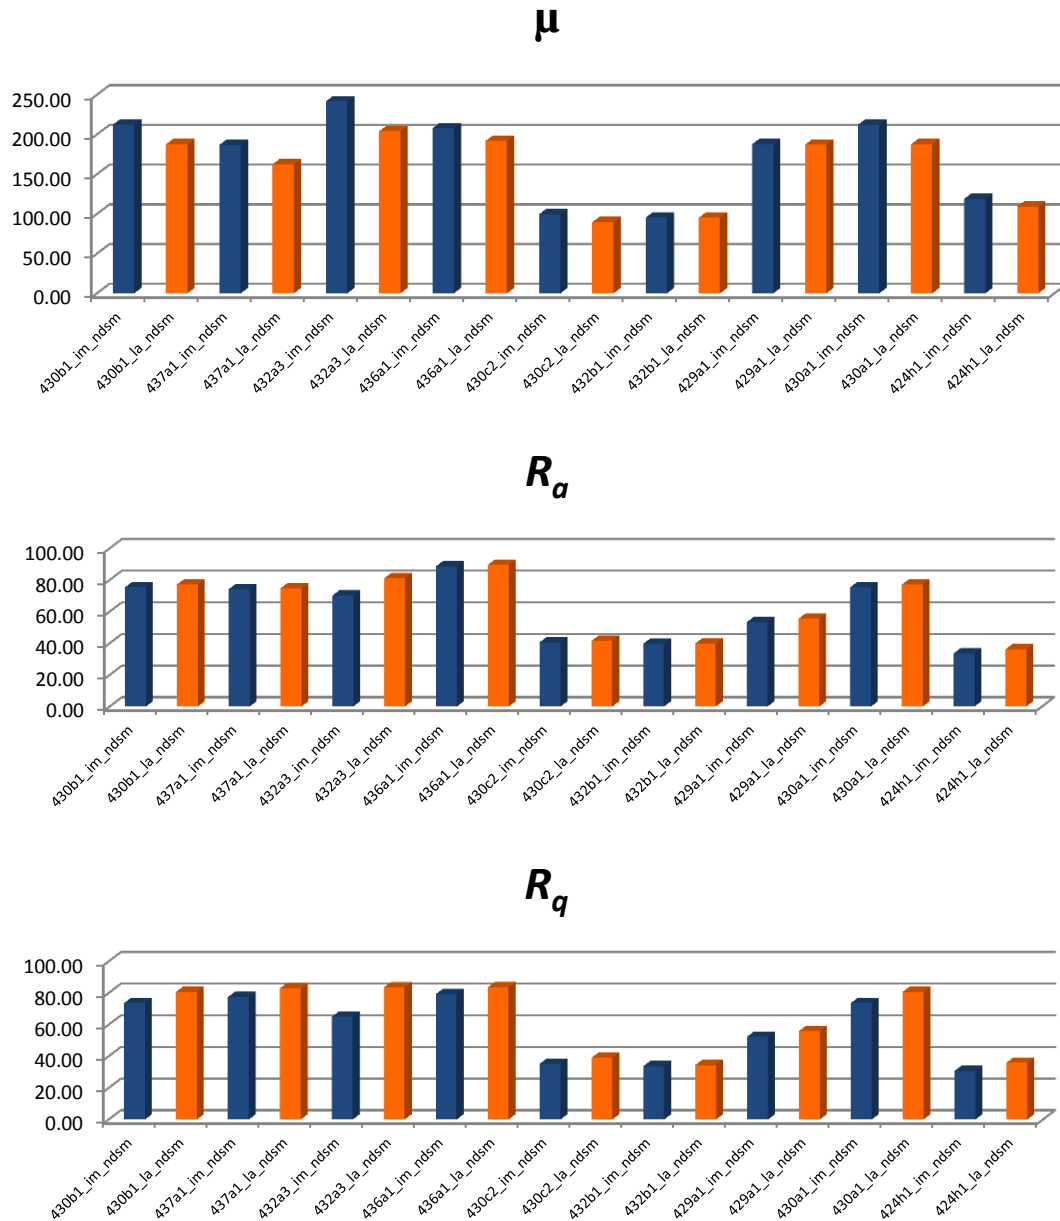 μ
250.00
200.00
150.00
100.00
50.00
0.00
430b1_im_ndsm
430b1_la_ndsm
437a1_im_ndsm
437a1_la_ndsm
432a3_im_ndsm
432a3_la_ndsm
436a1_im_ndsm
436a1_la_ndsm
430c2_im_ndsm
430c2_la_ndsm
432b1_im_ndsm
432b1_la_ndsm
429a1_im_ndsm
429a1_la_ndsm
430a1_im_ndsm
430a1_la_ndsm
424h1_im_ndsm
424h1_la_ndsm
Ra
100.00
80.00
60.00
40.00
20.00
0.00
430b1_im_ndsm
430b1_la_ndsm
437a1_im_ndsm
437a1_la_ndsm
432a3_im_ndsm
432a3_la_ndsm
436a1_im_ndsm
436a1_la_ndsm
430c2_im_ndsm
430c2_la_ndsm
432b1_im_ndsm
432b1_la_ndsm
429a1_im_ndsm
429a1_la_ndsm
430a1_im_ndsm
430a1_la_ndsm
424h1_im_ndsm
424h1_la_ndsm
Rq
100.00
80.00
60.00
40.00
20.00
0.00
430b1_im_ndsm
430b1_la_ndsm
437a1_im_ndsm
437a1_la_ndsm
432a3_im_ndsm
432a3_la_ndsm
436a1_im_ndsm
436a1_la_ndsm
430c2_im_ndsm
430c2_la_ndsm
432b1_im_ndsm
432b1_la_ndsm
429a1_im_ndsm
429a1_la_ndsm
430a1_im_ndsm
430a1_la_ndsm
424h1_im_ndsm
424h1_la_ndsm